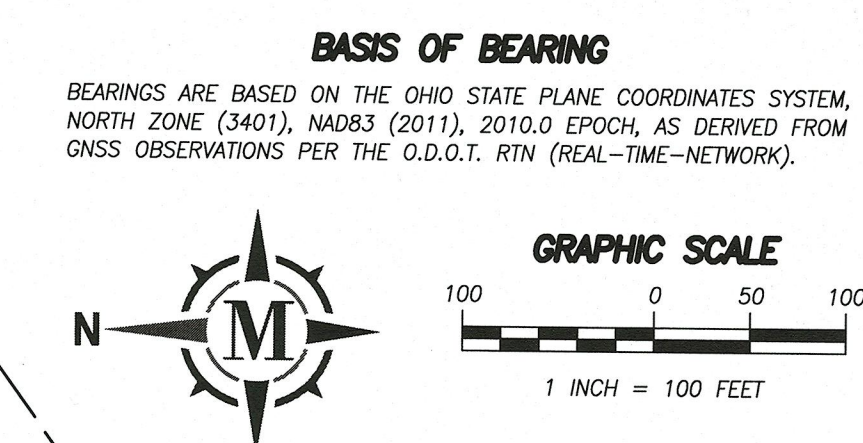 BASIS OF BEARING
BEARINGS ARE BASED ON THE OHIO STATE PLANE COORDINATES SYSTEM,
NORTH ZONE (3401), NAD83 (2011), 2010.0 EPOCH, AS DERIVED FROM
GNSS OBSERVATIONS PER THE O.D.O.T. RTN (REAL-TIME-NETWORK).
N M
GRAPHIC SCALE
100 0 50 100
1 INCH = 100 FEET